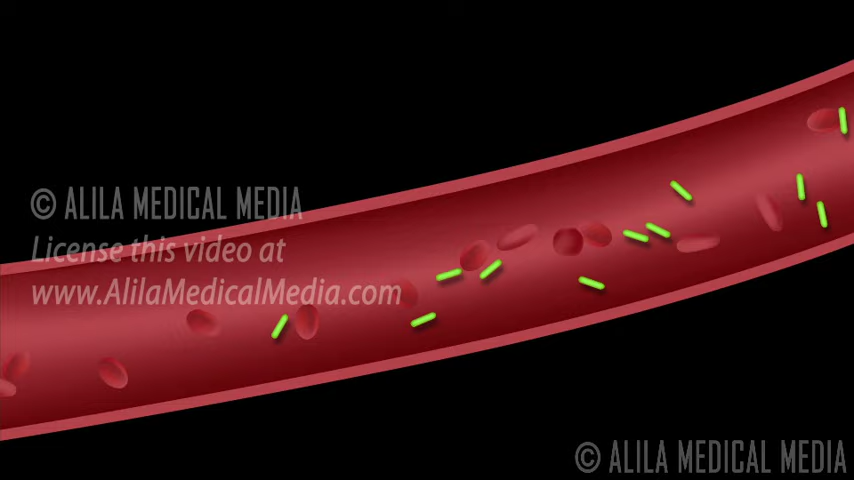 © ALILA MEDICAL MEDIA
License this video at
www.AlilaMedicalMedia.com
© ALILA MEDICAL MEDIA